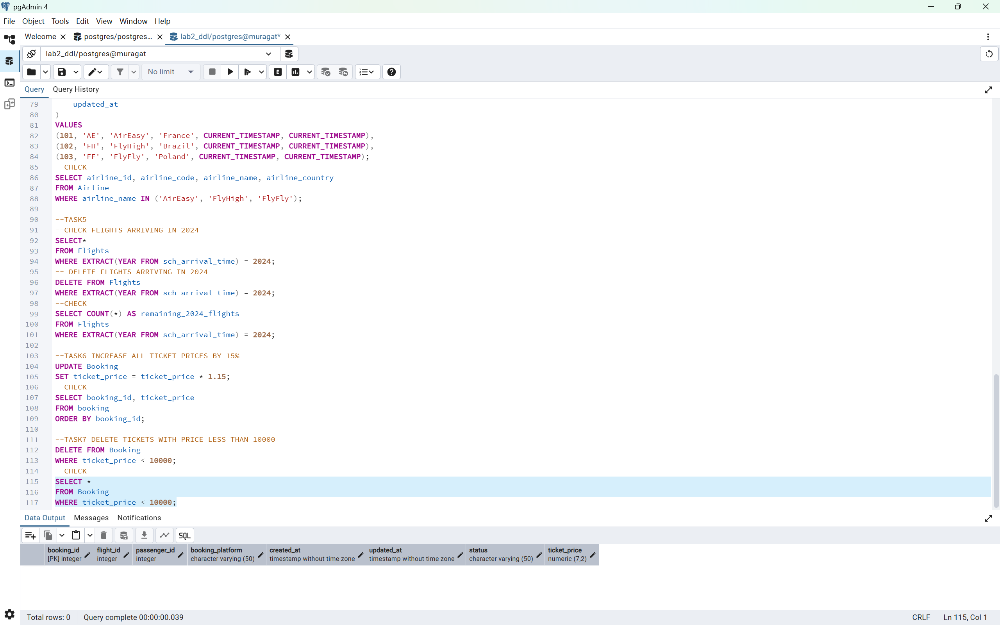 pgAdmin 4
File Object Tools Edit View Window Help
Welcome postgres/postgres... lab2_ddl/postgres@muragat*
lab2_ddl/postgres@muragat
No limit
Query Query History
79 updated_at
80 )
81 VALUES
82 (101, 'AE', 'AirEasy', 'France', CURRENT_TIMESTAMP, CURRENT_TIMESTAMP),
83 (102, 'FH', 'FlyHigh', 'Brazil', CURRENT_TIMESTAMP, CURRENT_TIMESTAMP),
84 (103, 'FF', 'FlyFly', 'Poland', CURRENT_TIMESTAMP, CURRENT_TIMESTAMP);
85 --CHECK
86 SELECT airline_id, airline_code, airline_name, airline_country
87 FROM Airline
88 WHERE airline_name IN ('AirEasy', 'FlyHigh', 'FlyFly');
89
90 --TASK5
91 --CHECK FLIGHTS ARRIVING IN 2024
92 SELECT*
93 FROM Flights
94 WHERE EXTRACT(YEAR FROM sch_arrival_time) = 2024;
95 -- DELETE FLIGHTS ARRIVING IN 2024
96 DELETE FROM Flights
97 WHERE EXTRACT(YEAR FROM sch_arrival_time) = 2024;
98 --CHECK
99 SELECT COUNT(*) AS remaining_2024_flights
100 FROM Flights
101 WHERE EXTRACT(YEAR FROM sch_arrival_time) = 2024;
102
103 --TASK6 INCREASE ALL TICKET PRICES BY 15%
104 UPDATE Booking
105 SET ticket_price = ticket_price * 1.15;
106 --CHECK
107 SELECT booking_id, ticket_price
108 FROM booking
109 ORDER BY booking_id;
110
111 --TASK7 DELETE TICKETS WITH PRICE LESS THAN 10000
112 DELETE FROM Booking
113 WHERE ticket_price < 10000;
114 --CHECK
115 SELECT *
116 FROM Booking
117 WHERE ticket_price < 10000;
Data Output Messages Notifications
SQL
booking_id flight_id passenger_id booking_platform created_at updated_at status ticket_price
[PK] integer integer integer character varying (50) timestamp without time zone timestamp without time zone character varying (50) numeric (7,2)
Total rows: 0 Query complete 00:00:00.039 CRLF Ln 115, Col 1